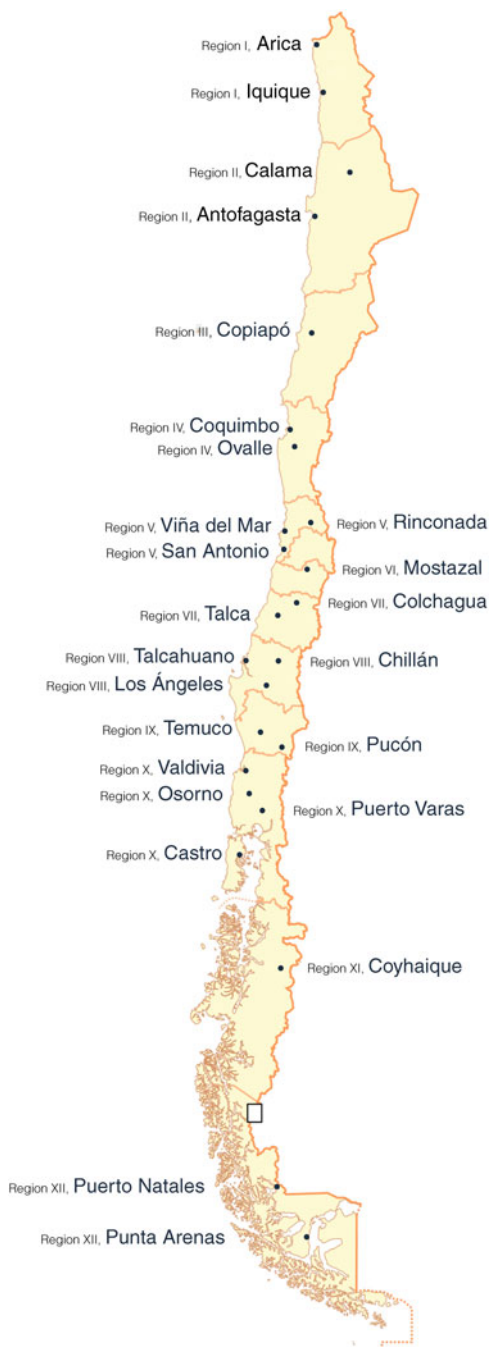 Region I, Arica
Region I, Iquique
Region II, Calama
Region II, Antofagasta
Region III, Copiapó
Region IV, Coquimbo
Region IV, Ovalle
Region V, Viña del Mar
Region V, Rinconada
Region V, San Antonio
Region VI, Mostazal
Region VII, Colchagua
Region VII, Talca
Region VIII, Talcahuano
Region VIII, Chillán
Region VIII, Los Ángeles
Region IX, Temuco
Region IX, Pucón
Region X, Valdivia
Region X, Osorno
Region X, Puerto Varas
Region X, Castro
Region XI, Coyhaique
Region XII, Puerto Natales
Region XII, Punta Arenas